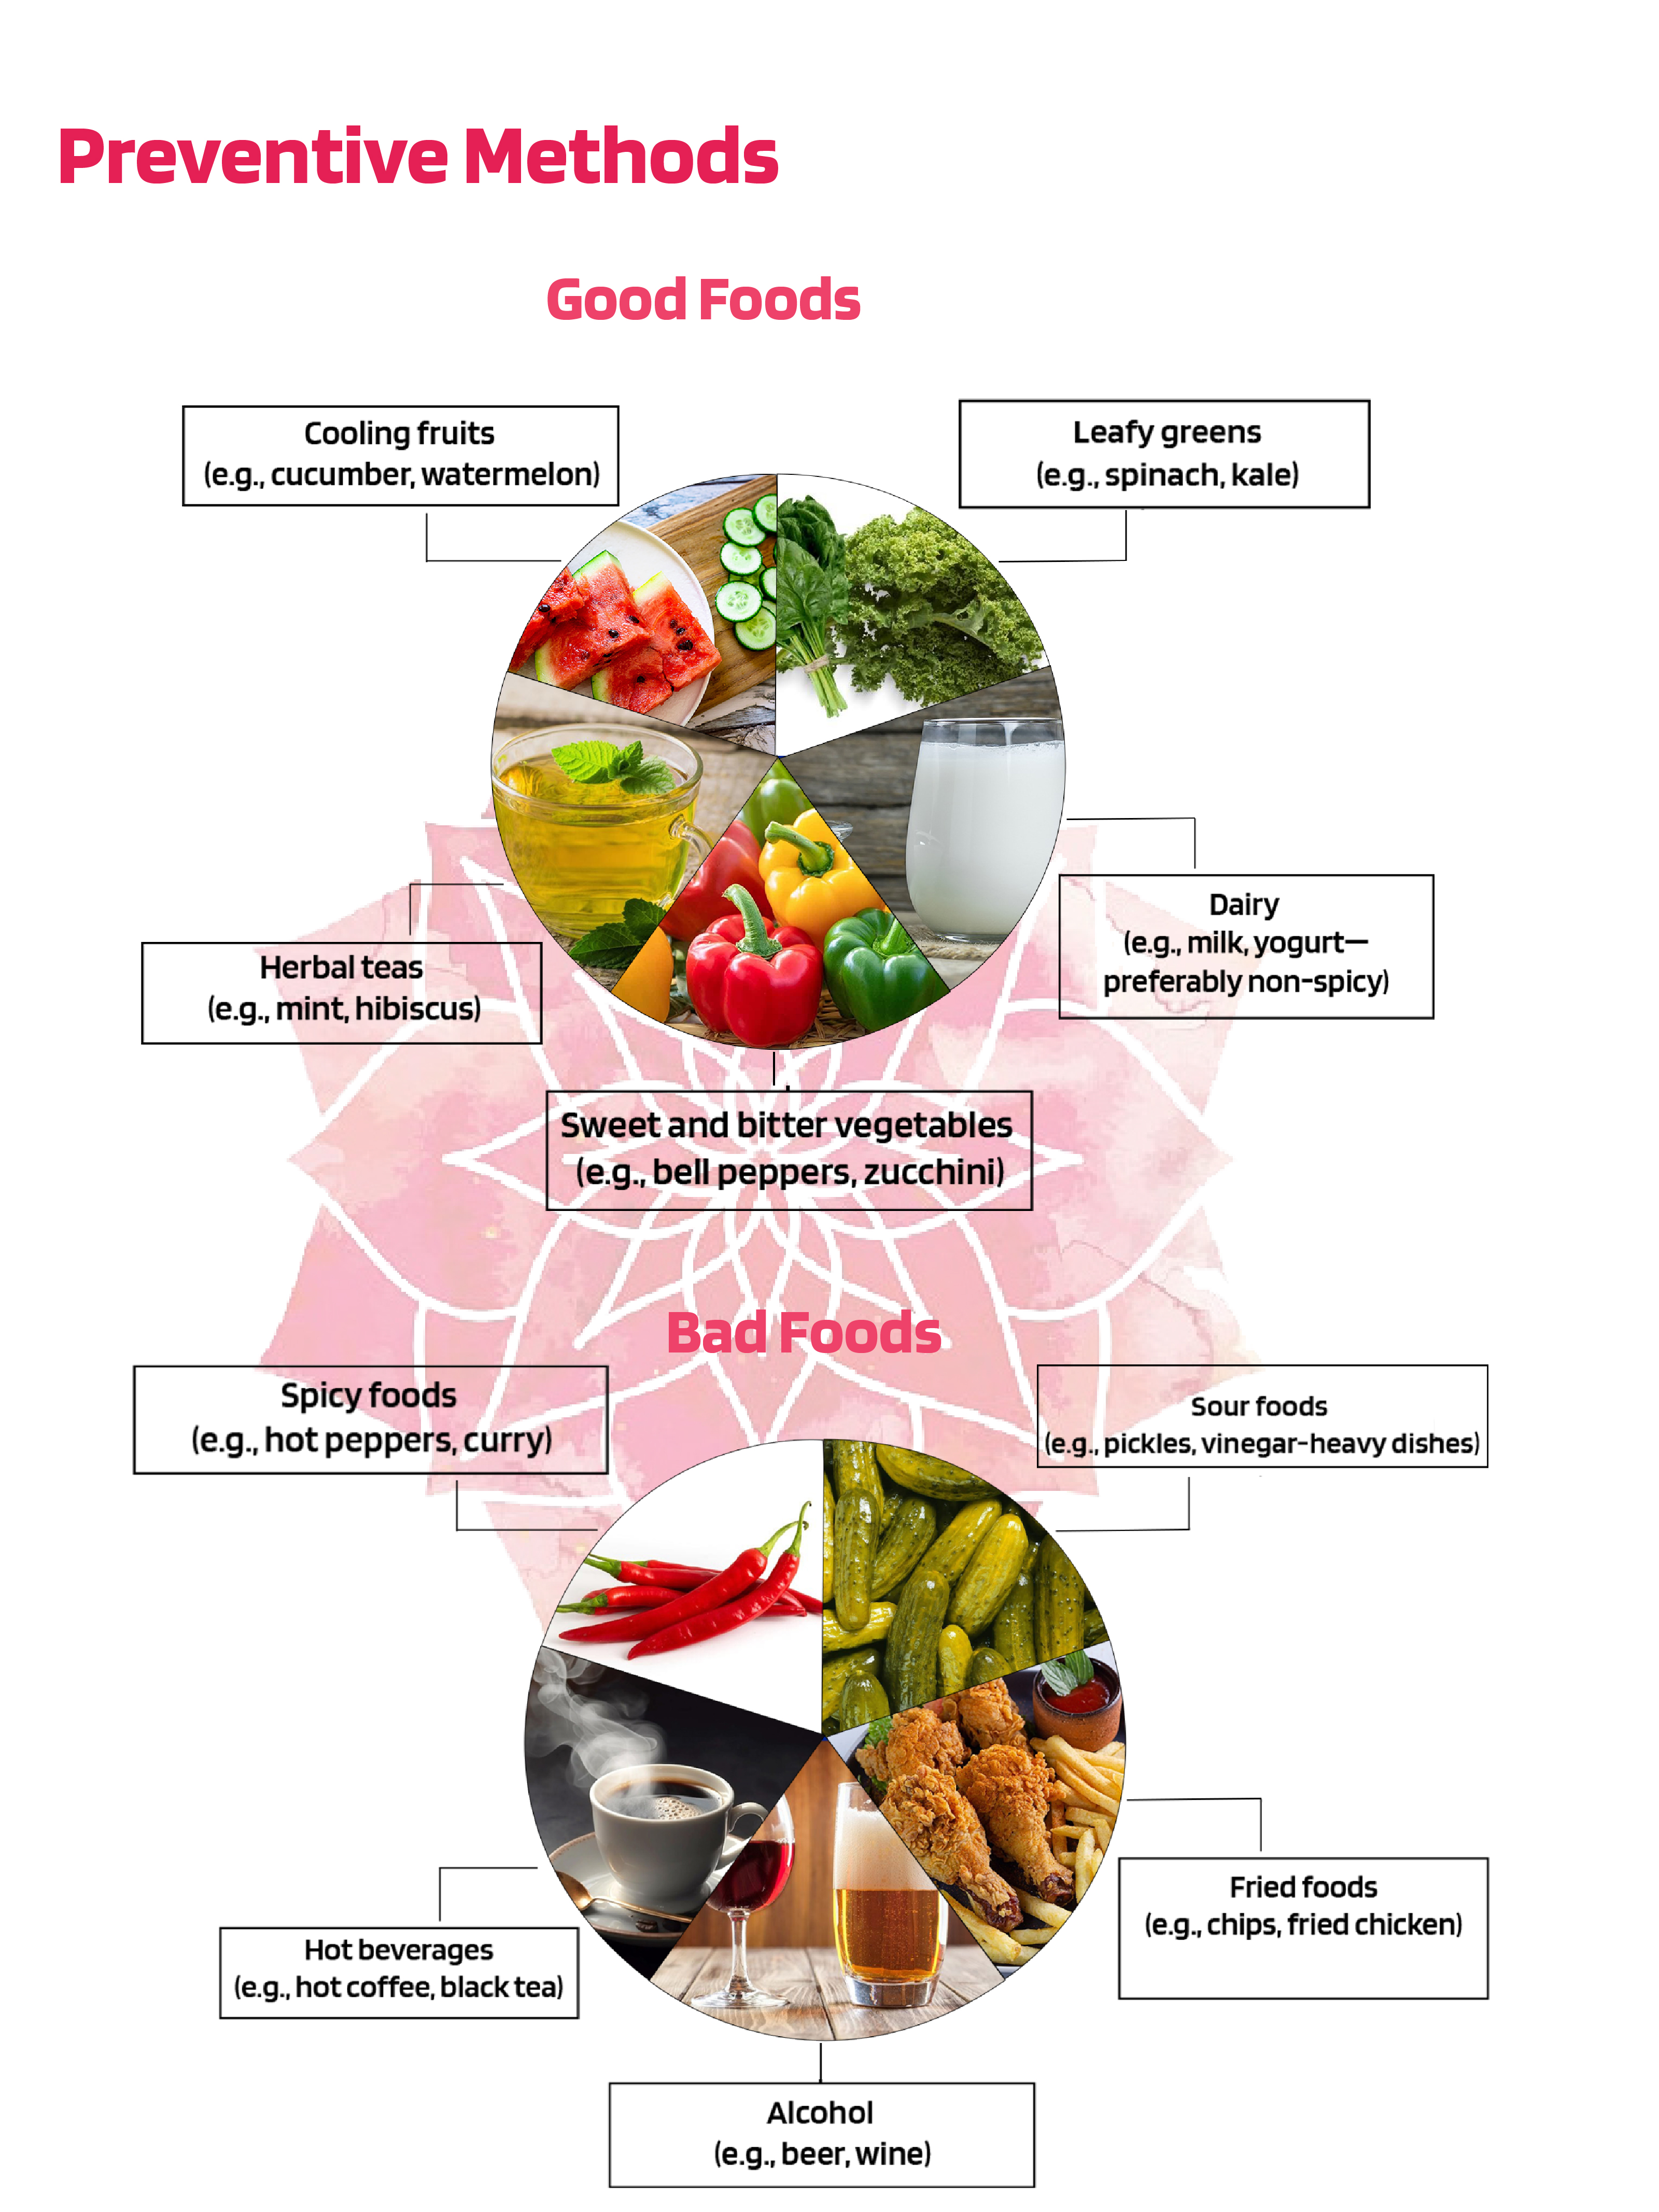 Preventive Methods
Good Foods
Cooling fruits
(e.g., cucumber, watermelon)
Leafy greens
(e.g., spinach, kale)
Dairy
(e.g., milk, yogurt—
preferably non-spicy)
Herbal teas
(e.g., mint, hibiscus)
Sweet and bitter vegetables
(e.g., bell peppers, zucchini)
Bad Foods
Spicy foods
(e.g., hot peppers, curry)
Sour foods
(e.g., pickles, vinegar-heavy dishes)
Fried foods
(e.g., chips, fried chicken)
Hot beverages
(e.g., hot coffee, black tea)
Alcohol
(e.g., beer, wine)